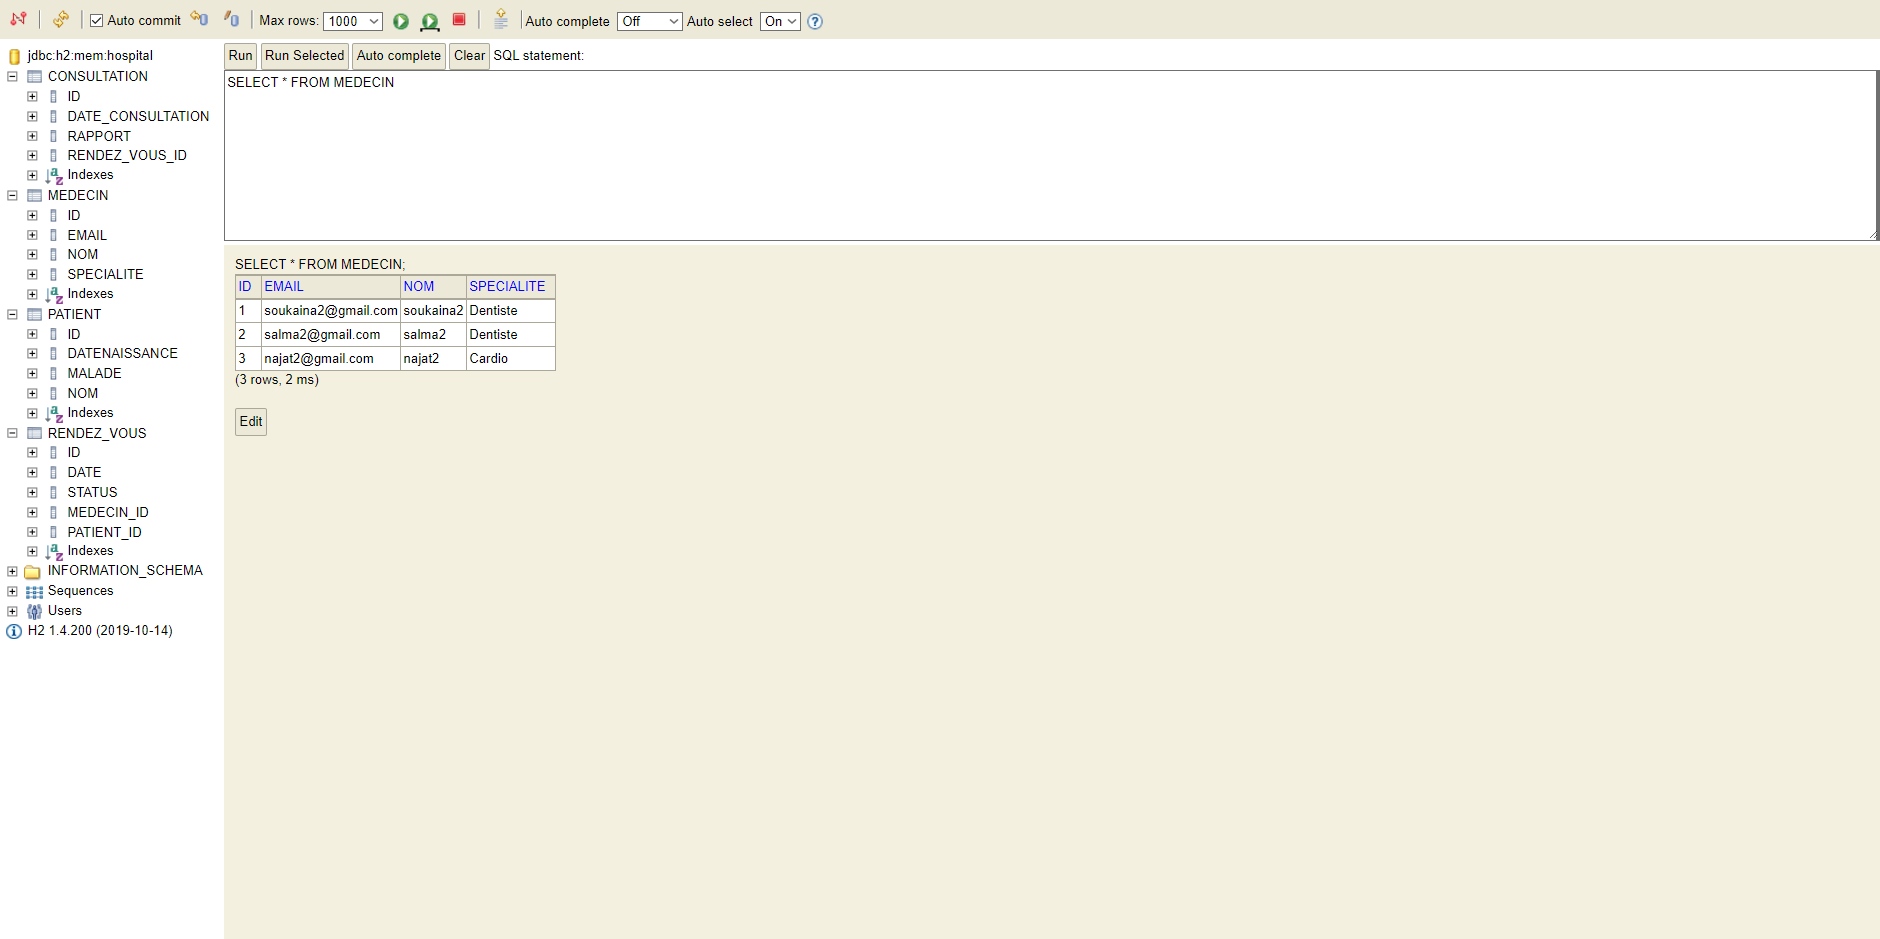 Auto commit Max rows: 1000 Auto complete Off Auto select On
jdbc:h2:mem:hospital
CONSULTATION
ID
DATE_CONSULTATION
RAPPORT
RENDEZ_VOUS_ID
Indexes
MEDECIN
ID
EMAIL
NOM
SPECIALITE
Indexes
PATIENT
ID
DATENAISSANCE
MALADE
NOM
Indexes
RENDEZ_VOUS
ID
DATE
STATUS
MEDECIN_ID
PATIENT_ID
Indexes
INFORMATION_SCHEMA
Sequences
Users
H2 1.4.200 (2019-10-14)
Run Run Selected Auto complete Clear SQL statement:
SELECT * FROM MEDECIN
SELECT * FROM MEDECIN;
ID EMAIL NOM SPECIALITE
1 soukaina2@gmail.com soukaina2 Dentiste
2 salma2@gmail.com salma2 Dentiste
3 najat2@gmail.com najat2 Cardio
(3 rows, 2 ms)
Edit